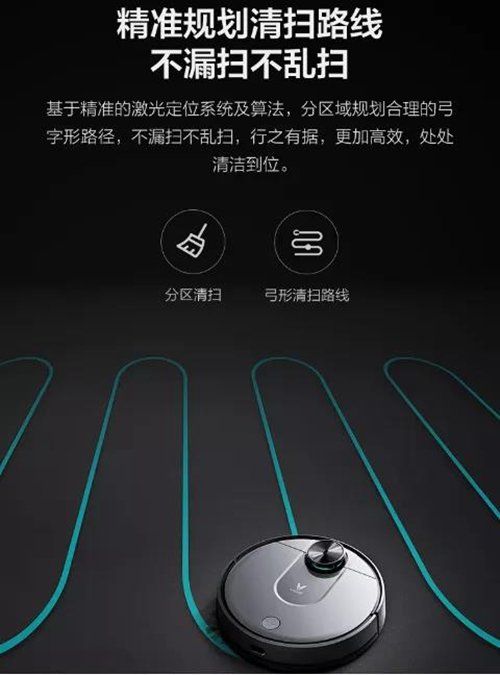 精准规划清扫路线
不漏扫不乱扫
基于精准的激光定位系统及算法，分区域规划合理的弓
字形路径，不漏扫不乱扫，行之有据，更加高效，处处
清洁到位。
分区清扫
弓形清扫路线